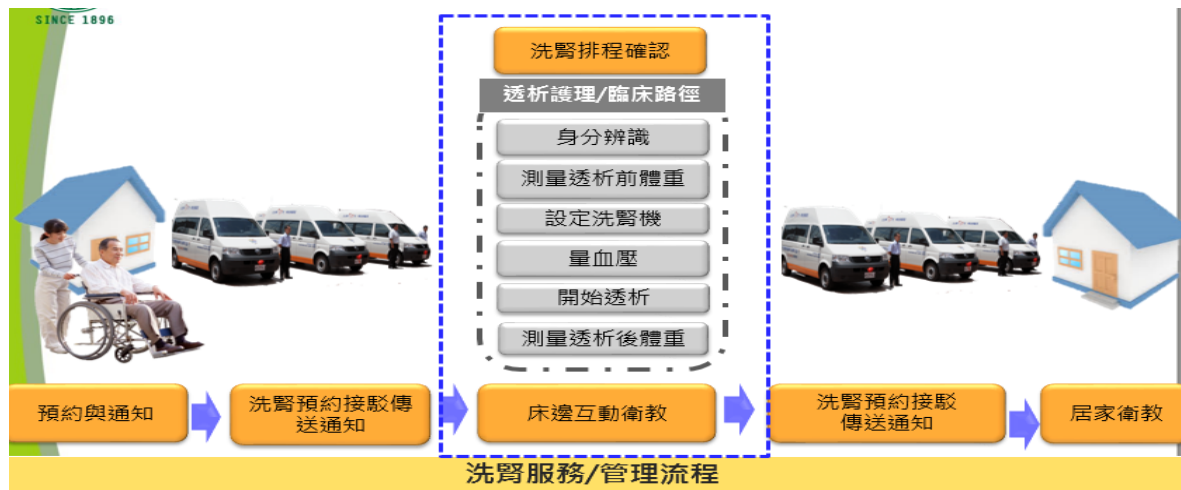 SINCE 1896
洗腎排程確認
透析護理/臨床路徑
身分辨識
測量透析前體重
設定洗腎機
量血壓
開始透析
測量透析後體重
預約與通知
洗腎預約接駁傳
送通知
床邊互動衛教
洗腎預約接駁
傳送通知
居家衛教
洗腎服務/管理流程